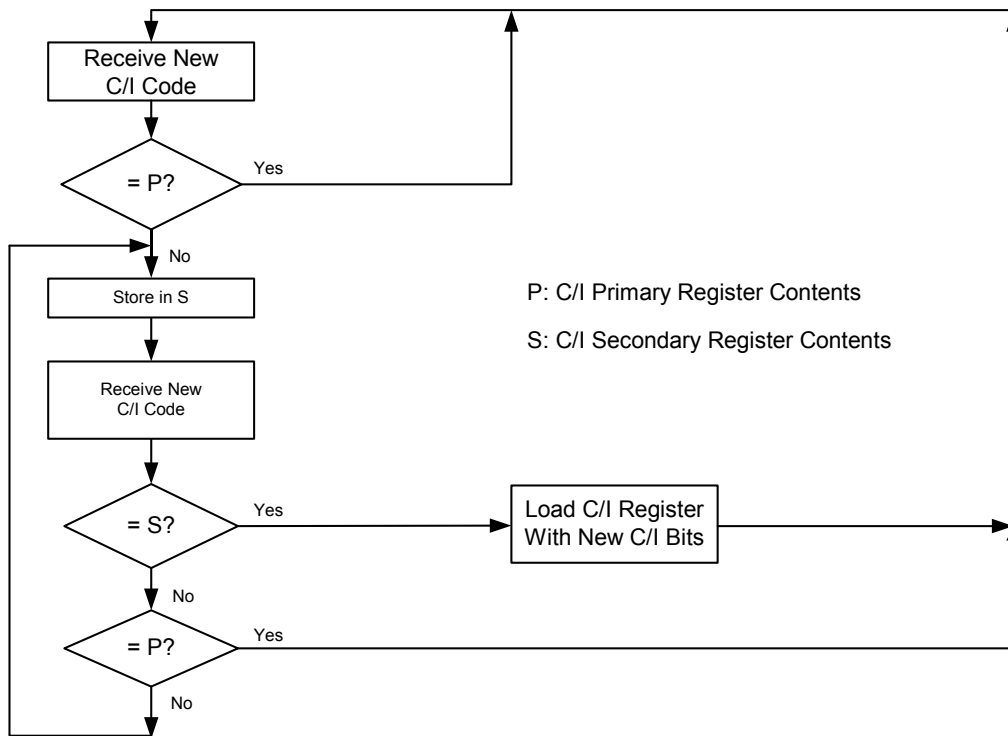 Receive New
C/I Code
= P?
Yes
No
Store in S
P: C/I Primary Register Contents
S: C/I Secondary Register Contents
Receive New
C/I Code
= S?
Yes
Load C/I Register
With New C/I Bits
No
= P?
Yes
No